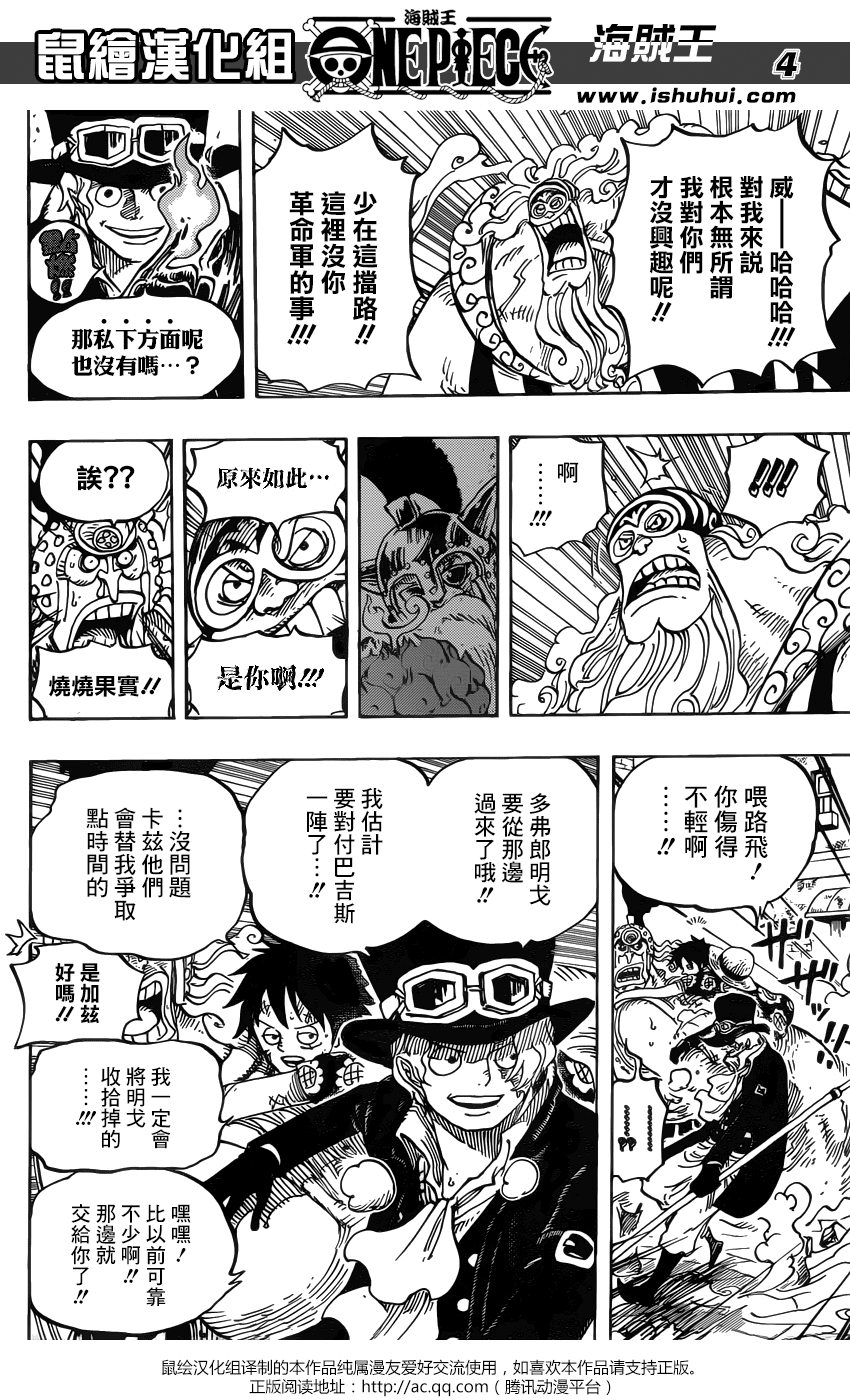 鼠繪漢化組
海賊王
ONE PIECE
海賊王
4
www.ishuhui.com
威——哈哈哈!!!
對我來說
根本無所謂
我對你們
才沒興趣呢!!
少在這擋路
這裡沒你
革命軍的事!!!
那私下方面呢
也沒有嗎…？
!!!
啊
……!!!
原來如此…
是你啊!!!
誒??
燒燒果實!!
喂路飛！
你傷得
不輕啊
……!!
……??
多弗郎明戈
要從那邊
過來了哦!!
我估計
要對付巴吉斯
一陣了…!!
…沒問題
卡茲他們
會替我爭取
點時間的
是加茲
好嗎!!
我一定會
將明戈
收拾掉的
……!!!
嘿嘿！
比以前可靠
不少啊!!
那邊就
交給你了!!
鼠绘汉化组译制的本作品纯属漫友爱好交流使用，如喜欢本作品请支持正版。
正版阅读地址：http://ac.qq.com（腾讯动漫平台）